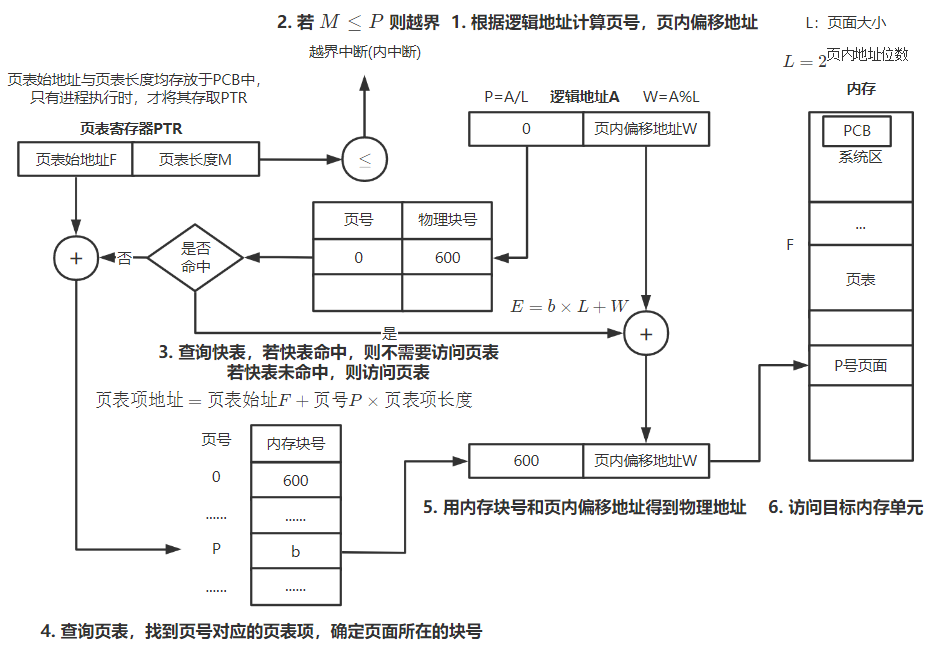 2. 若 M ≤ P 则越界
1. 根据逻辑地址计算页号，页内偏移地址
L：页面大小
越界中断(内中断)
L = 2页内地址位数
页表始地址与页表长度均存放于PCB中，
只有进程执行时，才将其存取PTR
P=A/L
逻辑地址A
W=A%L
内存
页表寄存器PTR
0
页内偏移地址W
PCB
系统区
页表始地址F
页表长度M
≤
页号
物理块号
...
F
是否
命中
否
+
0
600
页表
E = b × L + W
是
+
3. 查询快表，若快表命中，则不需要访问页表
若快表未命中，则访问页表
P号页面
页表项地址 = 页表始址F + 页号P × 页表项长度
页号
内存块号
0
600
600
页内偏移地址W
......
......
5. 用内存块号和页内偏移地址得到物理地址
6. 访问目标内存单元
P
b
......
......
4. 查询页表，找到页号对应的页表项，确定页面所在的块号